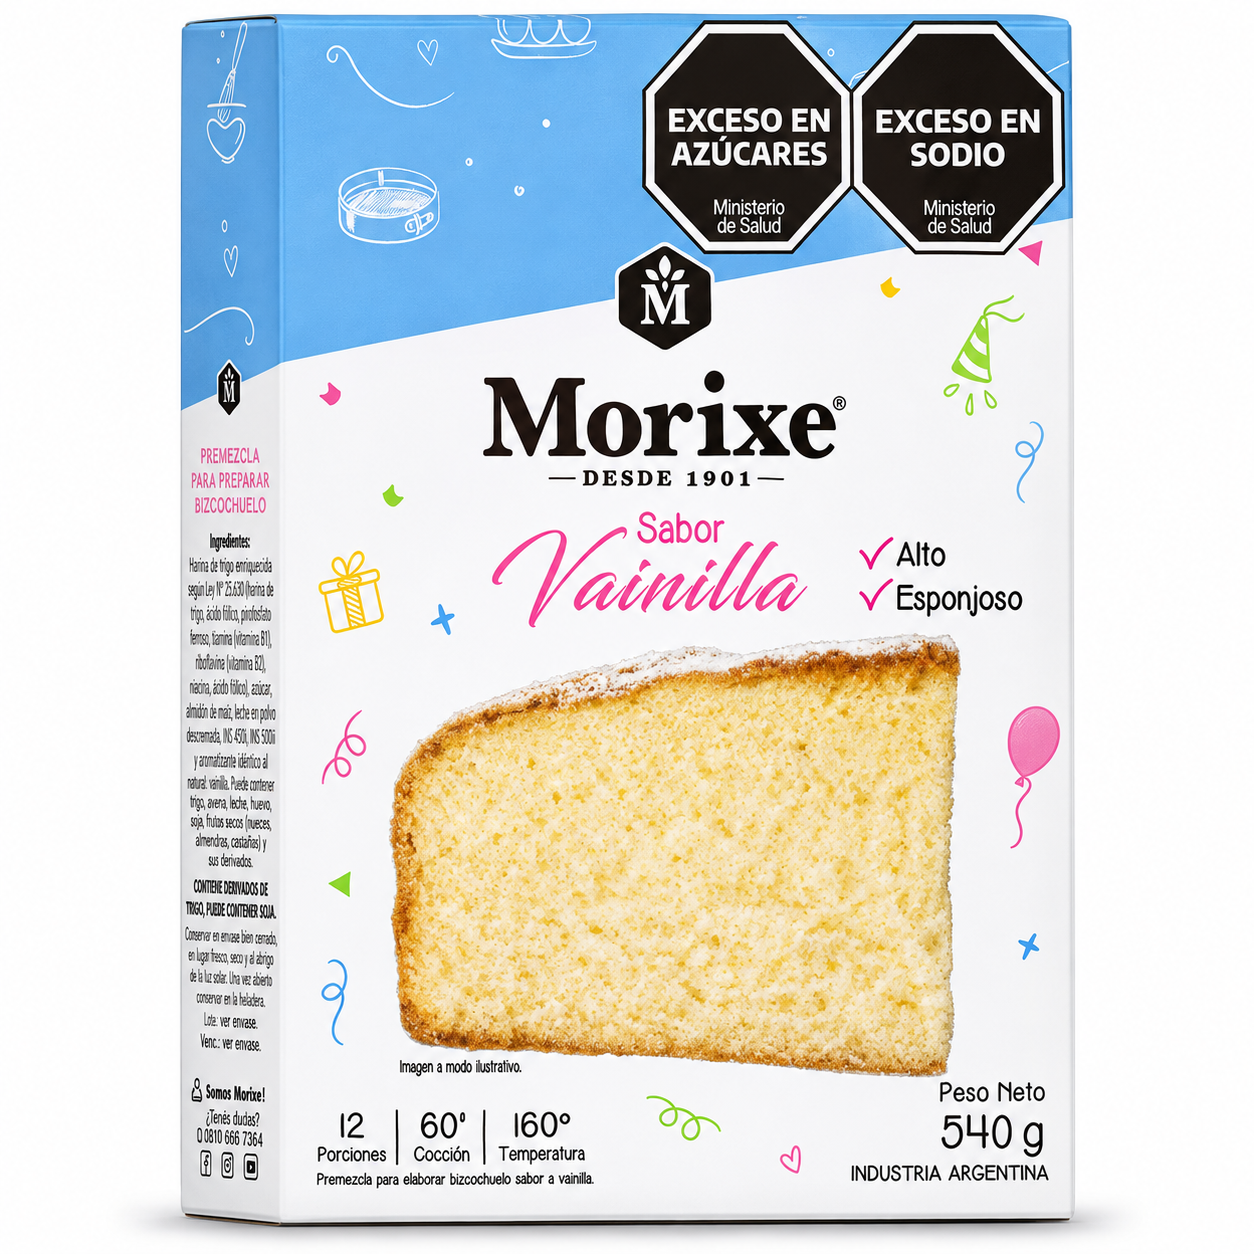 EXCESO EN
AZÚCARES
Ministerio
de Salud
EXCESO EN
SODIO
Ministerio
de Salud
M
Morixe®
DESDE 1901
Sabor
Vainilla
Alto
Esponjoso
Imagen a modo ilustrativo.
12
Porciones
60'
Cocción
160°
Temperatura
Premezcla para elaborar bizcochuelo sabor a vainilla.
Peso Neto
540 g
INDUSTRIA ARGENTINA
M
PREMEZCLA
PARA PREPARAR
BIZCOCHUELO
Ingredientes:
Harina de trigo enriquecida
según Ley Nº 25.630 (harina de
trigo, ácido fólico, pirofosfato
ferroso, tiamina (vitamina B1),
riboflavina (vitamina B2),
niacina, ácido fólico), azúcar,
almidón de maíz, leche en polvo
descremada, INS 450i, INS 500ii
y aromatizante idéntico al
natural: vainilla. Puede contener
trigo, avena, leche, huevo,
soja, frutos secos (nueces,
almendras, castañas) y
sus derivados.
CONTIENE DERIVADOS DE
TRIGO, PUEDE CONTENER SOJA.
Conservar en envase bien cerrado,
en lugar fresco, seco y al abrigo
de la luz solar. Una vez abierto
conservar en la heladera.
Lote: ver envase.
Venc.: ver envase.
Somos Morixe!
¿Tenés dudas?
0810 666 7364